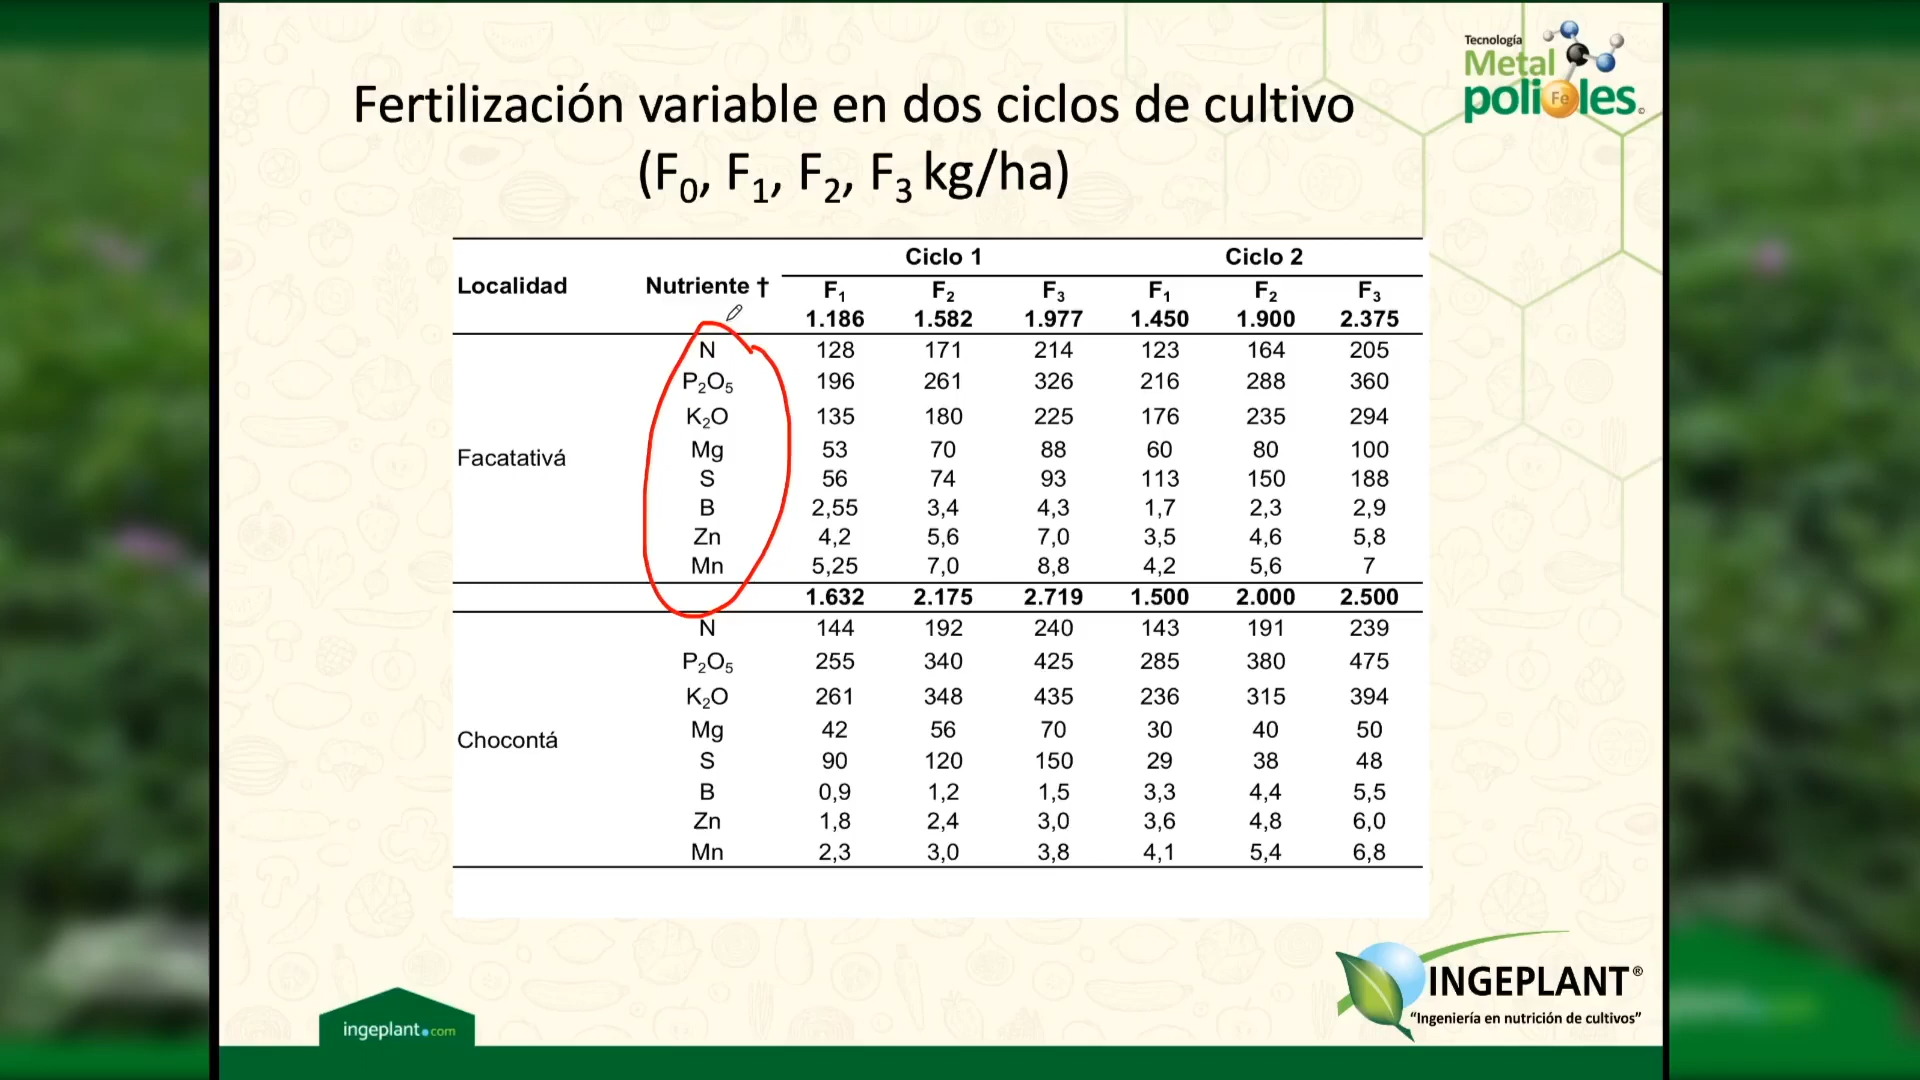 Tecnología
Metal
polioles
Fe
©
Fertilización variable en dos ciclos de cultivo
(F₀, F₁, F₂, F₃ kg/ha)
Localidad Nutriente † Ciclo 1 Ciclo 2
F₁ F₂ F₃ F₁ F₂ F₃
1.186 1.582 1.977 1.450 1.900 2.375
Facatativá
N 128 171 214 123 164 205
P₂O₅ 196 261 326 216 288 360
K₂O 135 180 225 176 235 294
Mg 53 70 88 60 80 100
S 56 74 93 113 150 188
B 2,55 3,4 4,3 1,7 2,3 2,9
Zn 4,2 5,6 7,0 3,5 4,6 5,8
Mn 5,25 7,0 8,8 4,2 5,6 7
1.632 2.175 2.719 1.500 2.000 2.500
Chocontá
N 144 192 240 143 191 239
P₂O₅ 255 340 425 285 380 475
K₂O 261 348 435 236 315 394
Mg 42 56 70 30 40 50
S 90 120 150 29 38 48
B 0,9 1,2 1,5 3,3 4,4 5,5
Zn 1,8 2,4 3,0 3,6 4,8 6,0
Mn 2,3 3,0 3,8 4,1 5,4 6,8
INGEPLANT®
“Ingeniería en nutrición de cultivos”
ingeplant.com